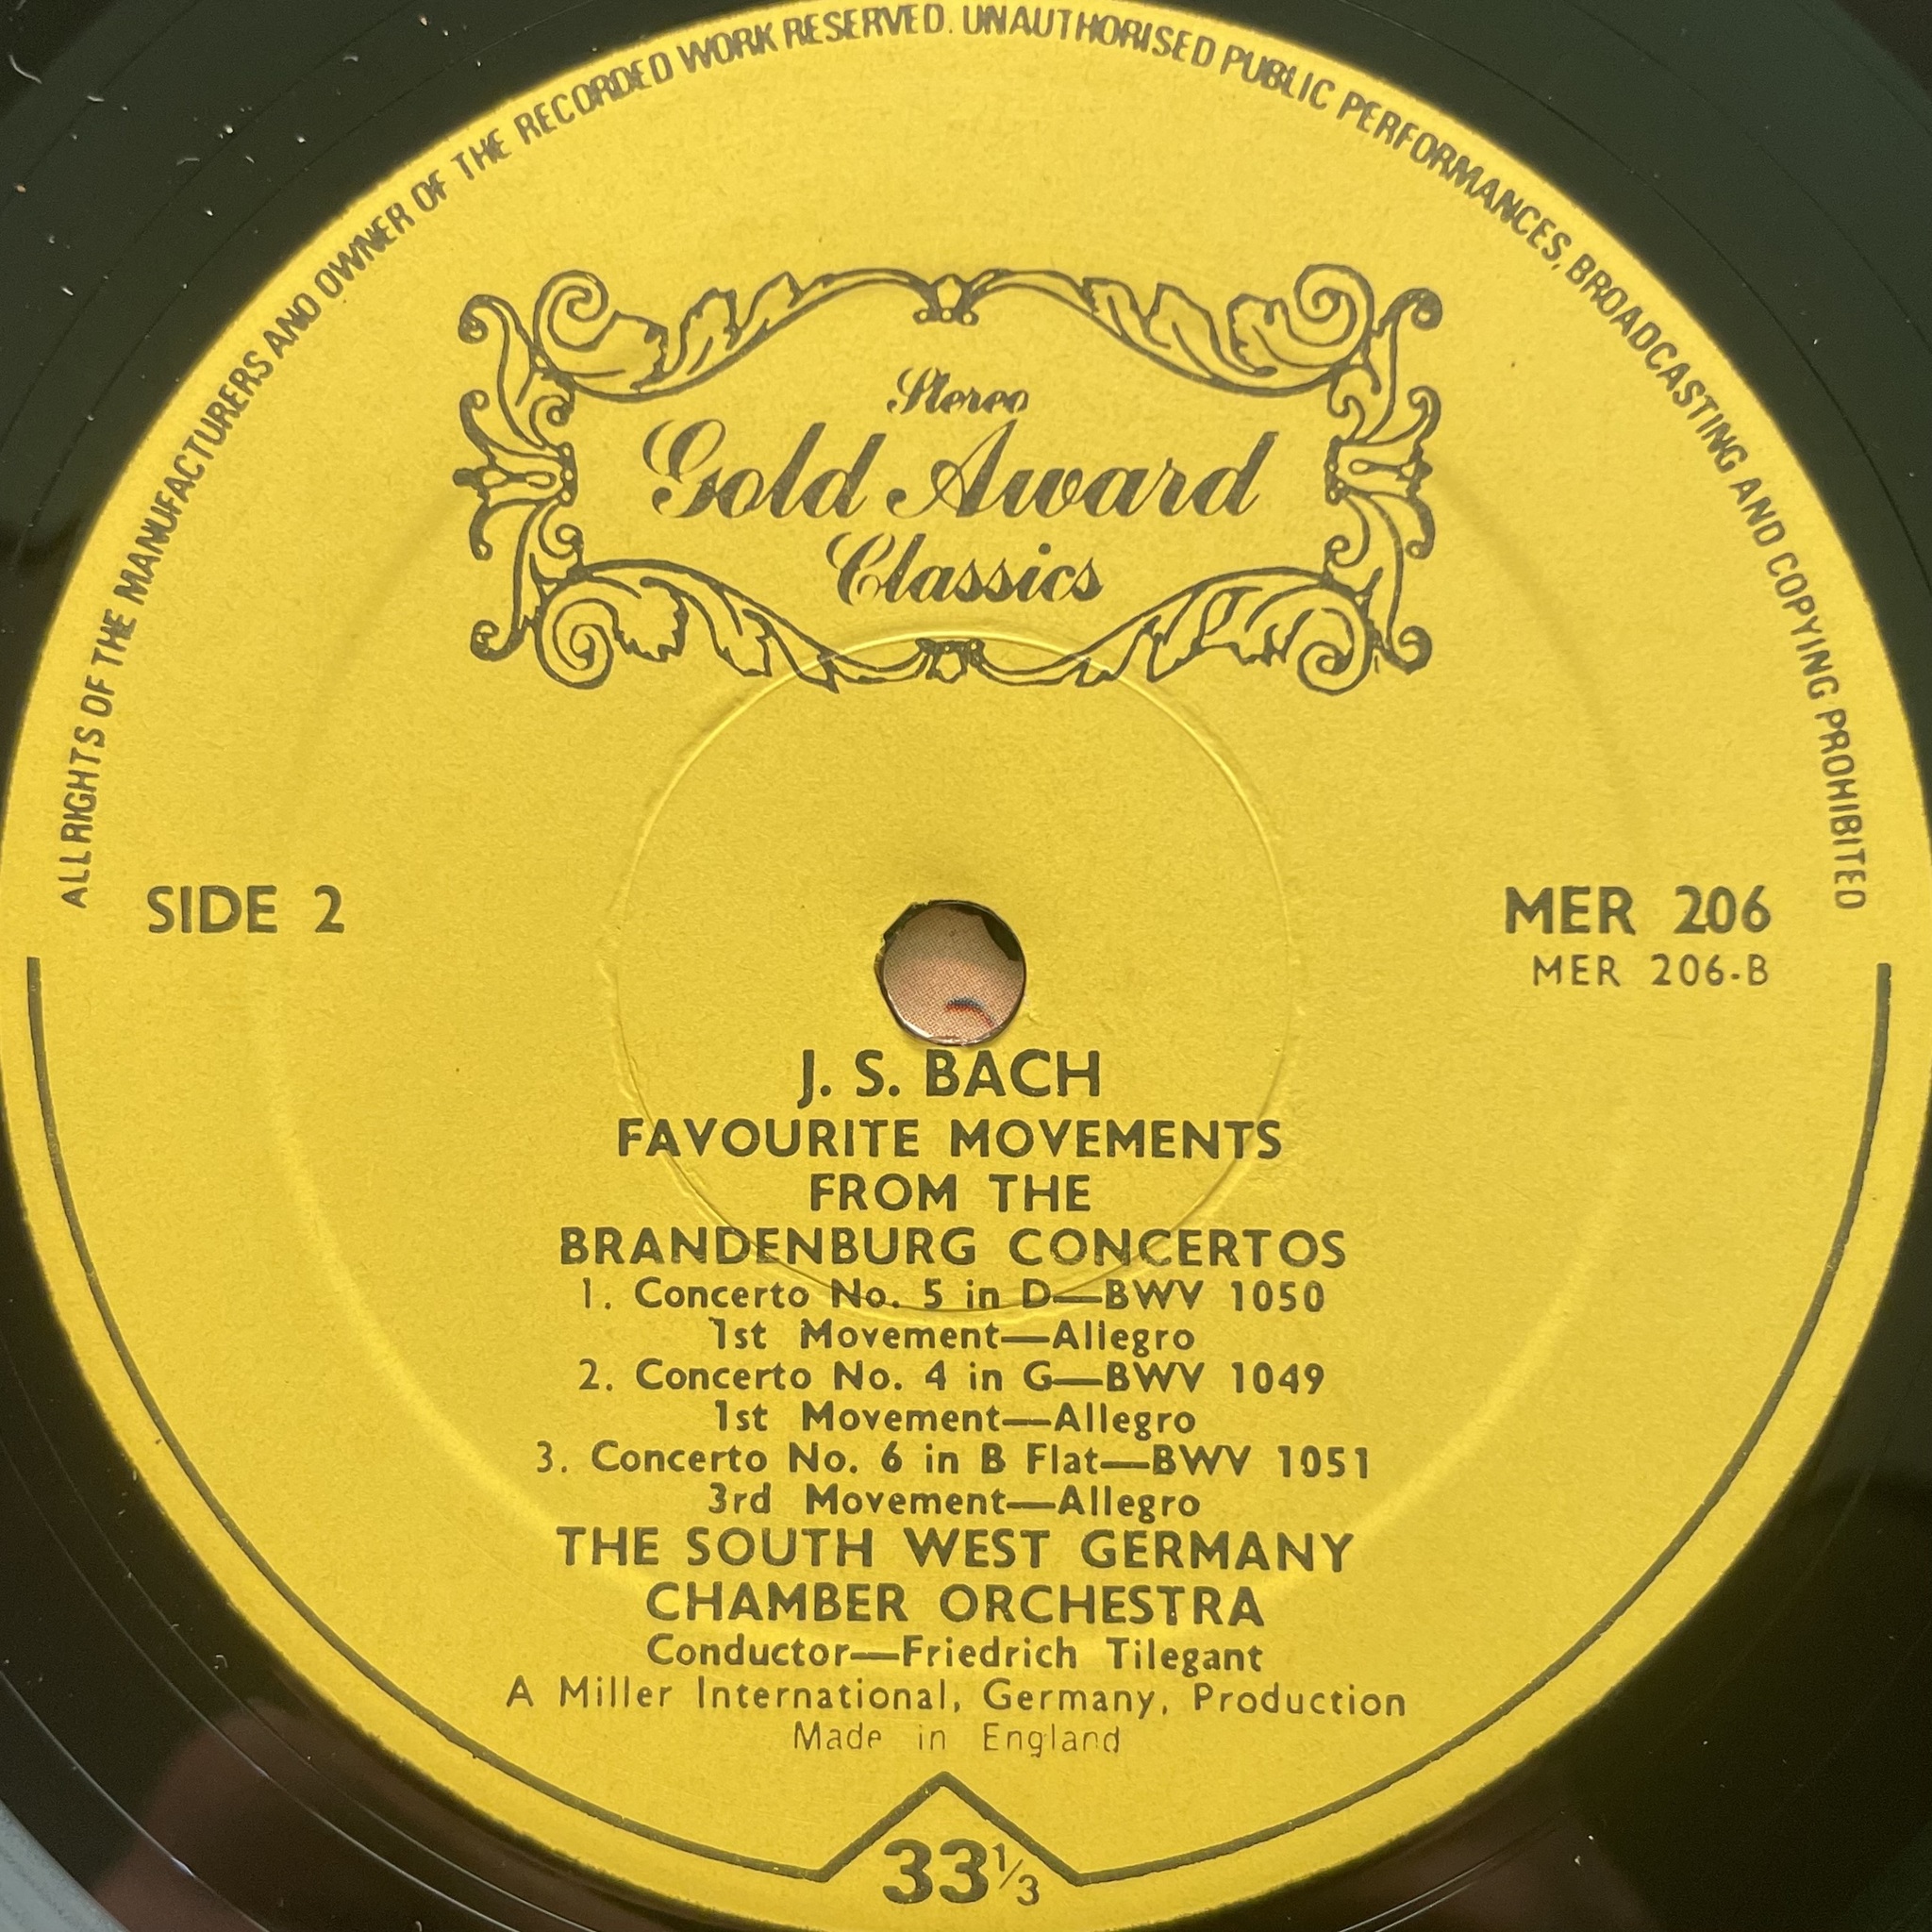 ALL RIGHTS OF THE MANUFACTURERS AND OWNER OF THE RECORDED WORK RESERVED. UNAUTHORISED PUBLIC PERFORMANCES, BROADCASTING AND COPYING PROHIBITED
Stereo
Gold Award
Classics
SIDE 2
MER 206
MER 206-B
J. S. BACH
FAVOURITE MOVEMENTS
FROM THE
BRANDENBURG CONCERTOS
1. Concerto No. 5 in D—BWV 1050
1st Movement—Allegro
2. Concerto No. 4 in G—BWV 1049
1st Movement—Allegro
3. Concerto No. 6 in B Flat—BWV 1051
3rd Movement—Allegro
THE SOUTH WEST GERMANY
CHAMBER ORCHESTRA
Conductor—Friedrich Tilegant
A Miller International, Germany, Production
Made in England
33⅓